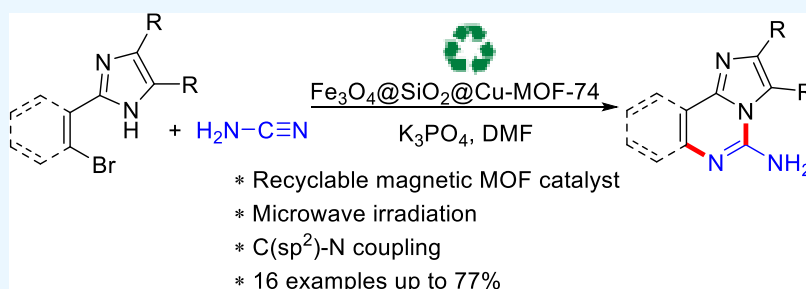 R
N
R
N
H
Br
+ H₂N-C≡N
Fe₃O₄@SiO₂@Cu-MOF-74
K₃PO₄, DMF
R
N
R
N
N
NH₂
* Recyclable magnetic MOF catalyst
* Microwave irradiation
* C(sp²)-N coupling
* 16 examples up to 77%